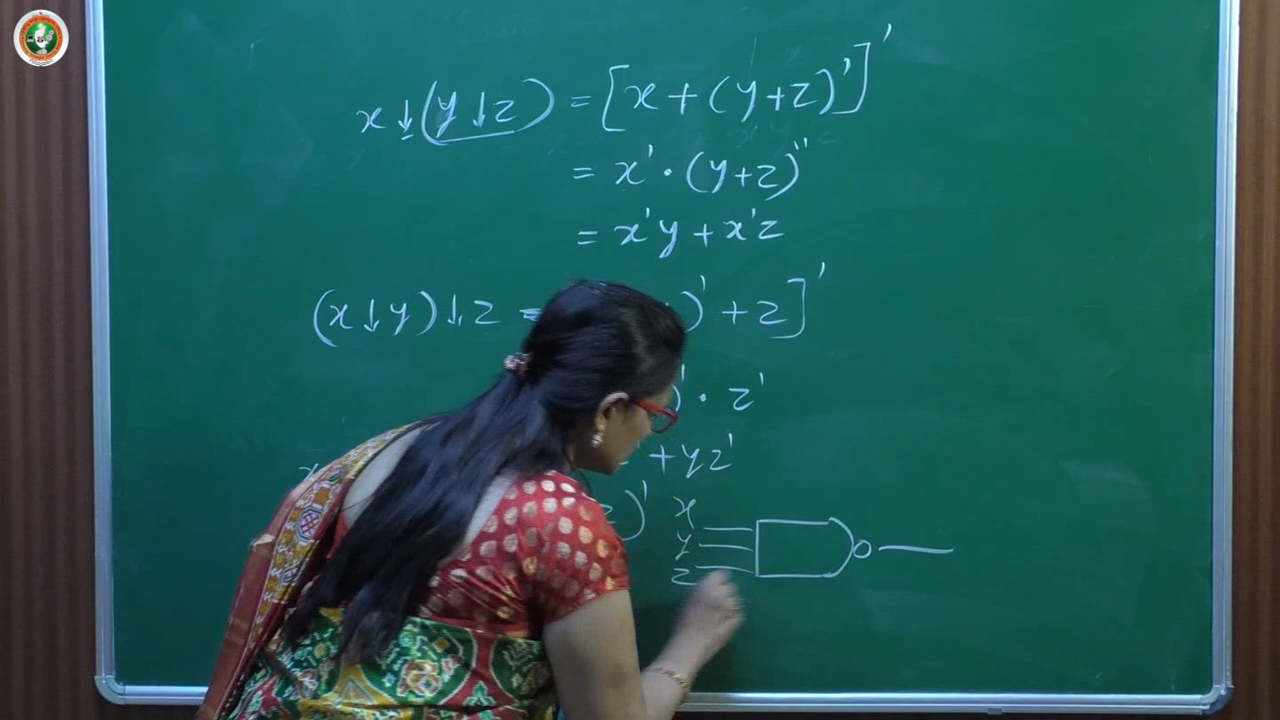 x↓(y↓z) = [x+(y+z)']'
= x'·(y+z)''
= x'y + x'z
(x↓y)↓z = )' + z]'
)' · z'
+ yz'
)' x
y
z